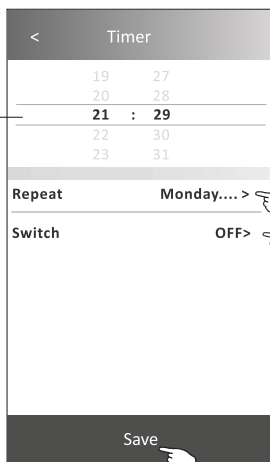 < Timer
19 27
20 28
21 : 29
22 30
23 31
Repeat Monday.... >
Switch OFF>
Save